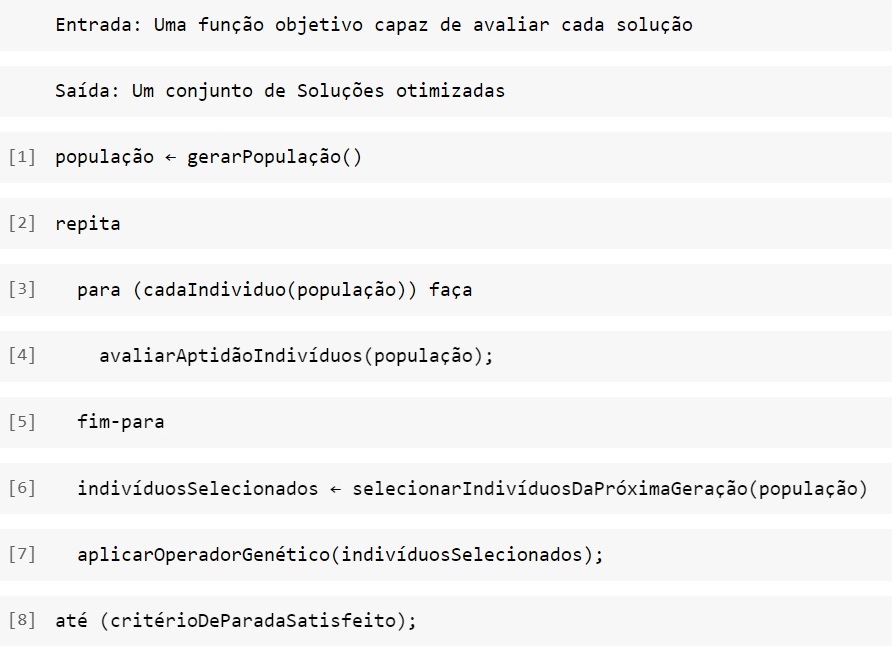 Entrada: Uma função objetivo capaz de avaliar cada solução
Saída: Um conjunto de Soluções otimizadas
[1] população ← gerarPopulação()
[2] repita
[3] para (cadaIndividuo(população)) faça
[4] avaliarAptidãoIndivíduos(população);
[5] fim-para
[6] indivíduosSelecionados ← selecionarIndivíduosDaPróximaGeração(população)
[7] aplicarOperadorGenético(indivíduosSelecionados);
[8] até (critérioDeParadaSatisfeito);